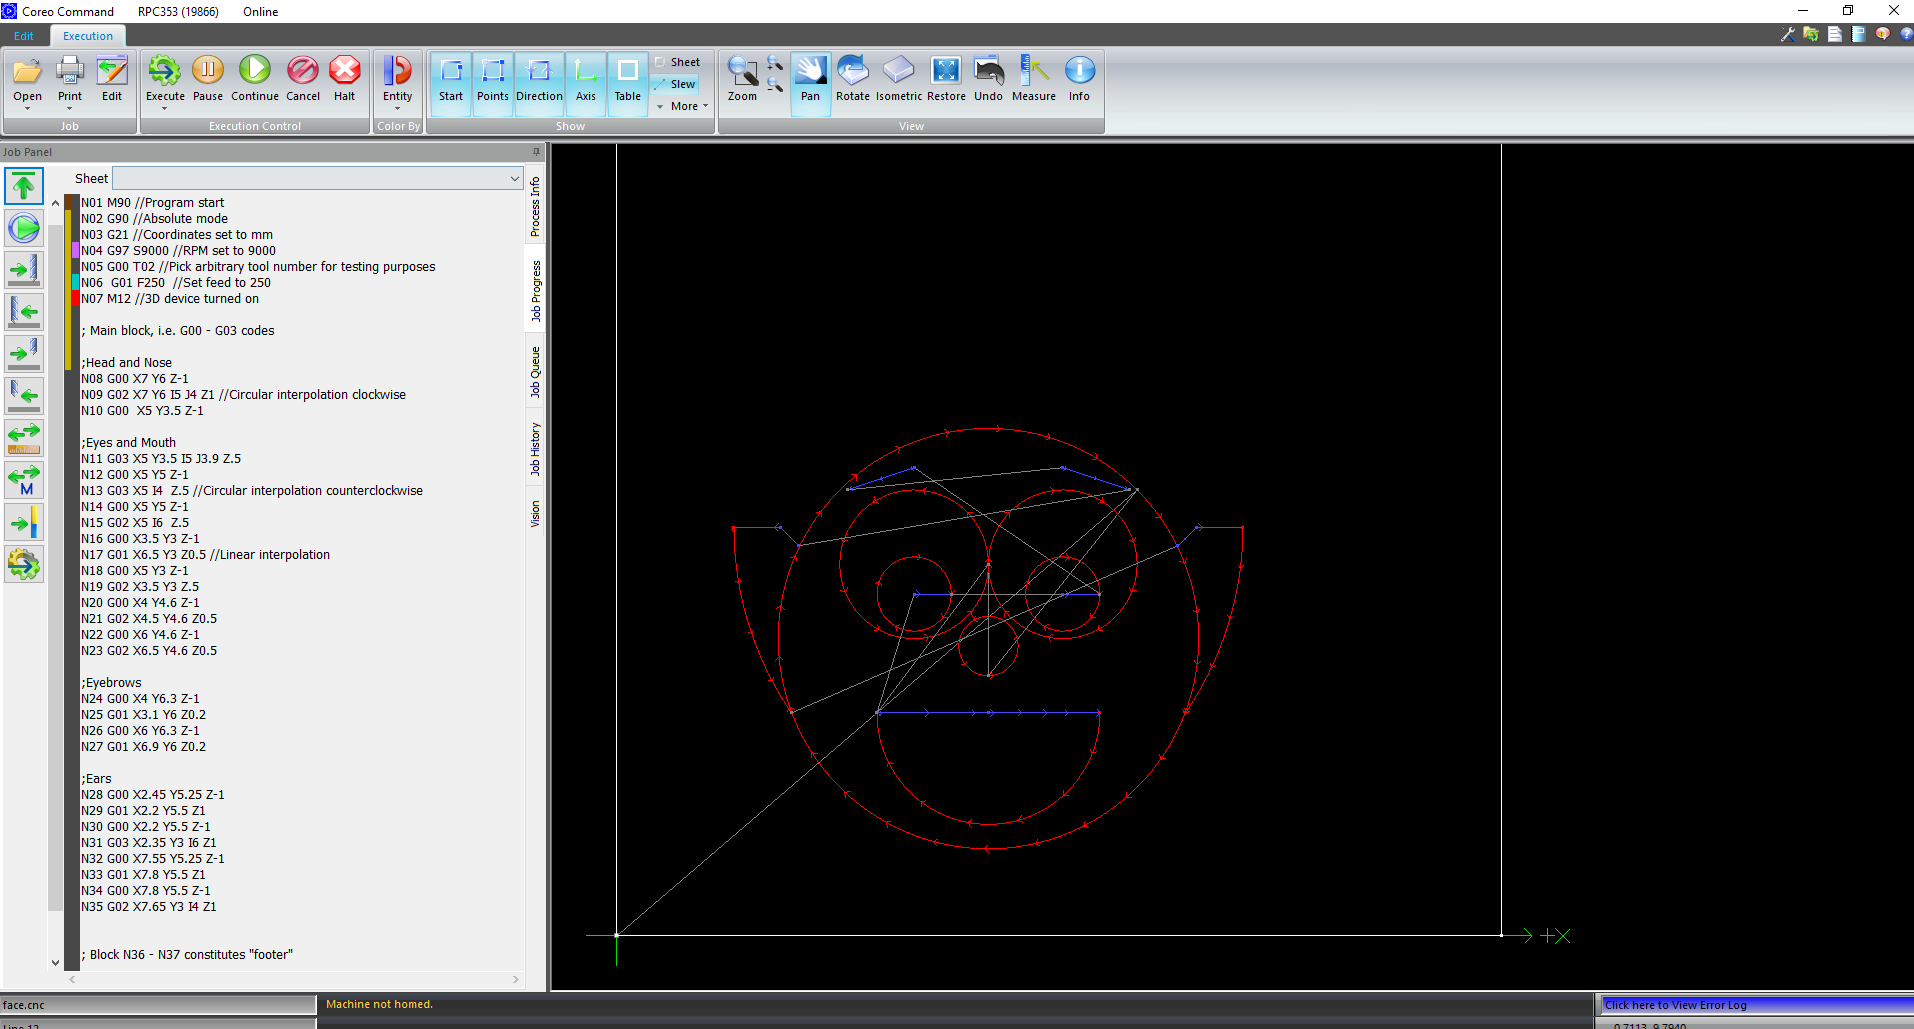 Coreo Command RPC353 (19866) Online
Edit Execution
Open Print Edit Execute Pause Continue Cancel Halt Entity Start Points Direction Axis Table Sheet Slew More Zoom Pan Rotate Isometric Restore Undo Measure Info
Job Execution Control Color By Show View
Job Panel
Sheet
N01 M90 //Program start
N02 G90 //Absolute mode
N03 G21 //Coordinates set to mm
N04 G97 S9000 //RPM set to 9000
N05 G00 T02 //Pick arbitrary tool number for testing purposes
N06  G01 F250  //Set feed to 250
N07 M12 //3D device turned on
; Main block, i.e. G00 - G03 codes
;Head and Nose
N08 G00 X7 Y6 Z-1
N09 G02 X7 Y6 I5 J4 Z1 //Circular interpolation clockwise
N10 G00  X5 Y3.5 Z-1
;Eyes and Mouth
N11 G03 X5 Y3.5 I5 J3.9 Z.5
N12 G00 X5 Y5 Z-1
N13 G03 X5 I4  Z.5 //Circular interpolation counterclockwise
N14 G00 X5 Y5 Z-1
N15 G02 X5 I6  Z.5
N16 G00 X3.5 Y3 Z-1
N17 G01 X6.5 Y3 Z0.5 //Linear interpolation
N18 G00 X5 Y3 Z-1
N19 G02 X3.5 Y3 Z.5
N20 G00 X4 Y4.6 Z-1
N21 G02 X4.5 Y4.6 Z0.5
N22 G00 X6 Y4.6 Z-1
N23 G02 X6.5 Y4.6 Z0.5
;Eyebrows
N24 G00 X4 Y6.3 Z-1
N25 G01 X3.1 Y6 Z0.2
N26 G00 X6 Y6.3 Z-1
N27 G01 X6.9 Y6 Z0.2
;Ears
N28 G00 X2.45 Y5.25 Z-1
N29 G01 X2.2 Y5.5 Z1
N30 G00 X2.2 Y5.5 Z-1
N31 G03 X2.35 Y3 I6 Z1
N32 G00 X7.55 Y5.25 Z-1
N33 G01 X7.8 Y5.5 Z1
N34 G00 X7.8 Y5.5 Z-1
N35 G02 X7.65 Y3 I4 Z1
; Block N36 - N37 constitutes "footer"
M
Process Info
Job Progress
Job Queue
Job History
Vision
+X
face.cnc
Machine not homed.
Click here to View Error Log
Line 12
0.7113, 9.7940